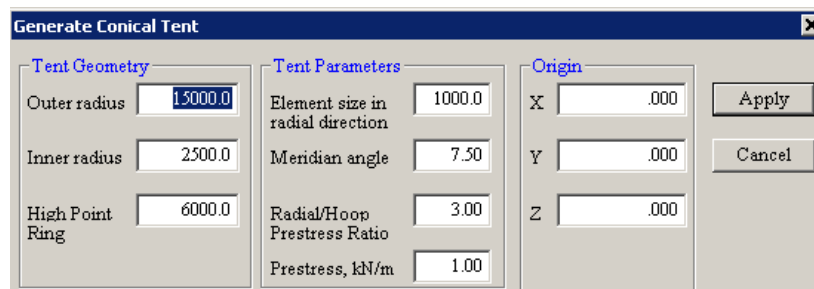 Generate Conical Tent
Tent Geometry
Outer radius 15000.0
Inner radius 2500.0
High Point
Ring 6000.0
Tent Parameters
Element size in
radial direction 1000.0
Meridian angle 7.50
Radial/Hoop
Prestress Ratio 3.00
Prestress, kN/m 1.00
Origin
X .000
Y .000
Z .000
Apply
Cancel